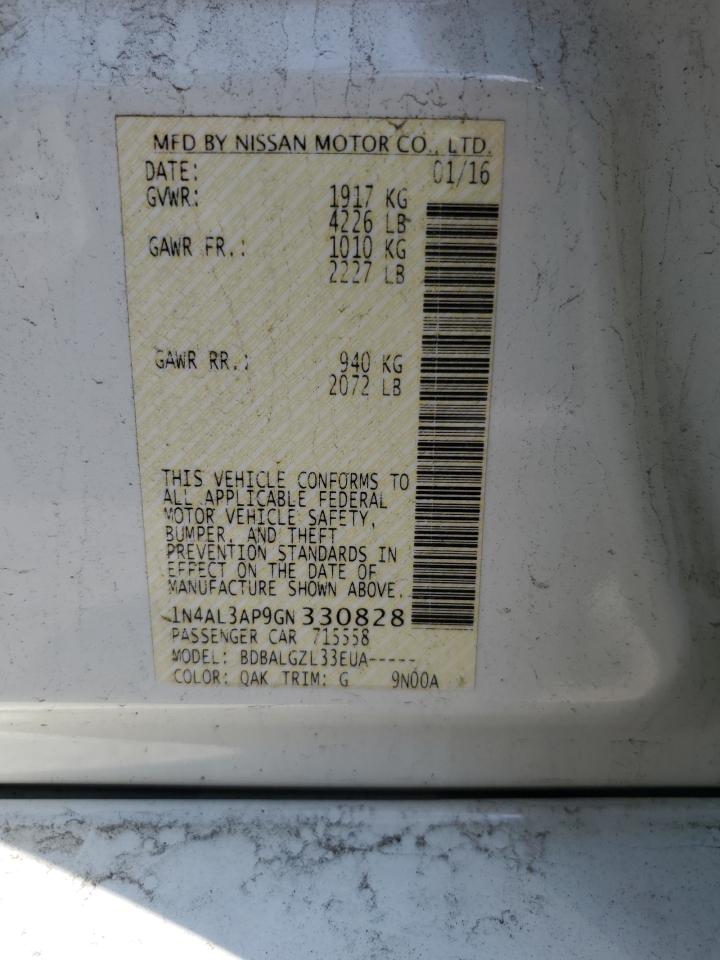 MFD BY NISSAN MOTOR CO., LTD.
DATE: 01/16
GVWR: 1917 KG
4226 LB
GAWR FR.: 1010 KG
2227 LB
GAWR RR.: 940 KG
2072 LB
THIS VEHICLE CONFORMS TO
ALL APPLICABLE FEDERAL
MOTOR VEHICLE SAFETY,
BUMPER, AND THEFT
PREVENTION STANDARDS IN
EFFECT ON THE DATE OF
MANUFACTURE SHOWN ABOVE.
1N4AL3AP9GN330828
PASSENGER CAR 715558
MODEL: BDBALGZL33EUA-----
COLOR: QAK TRIM: G 9N00A